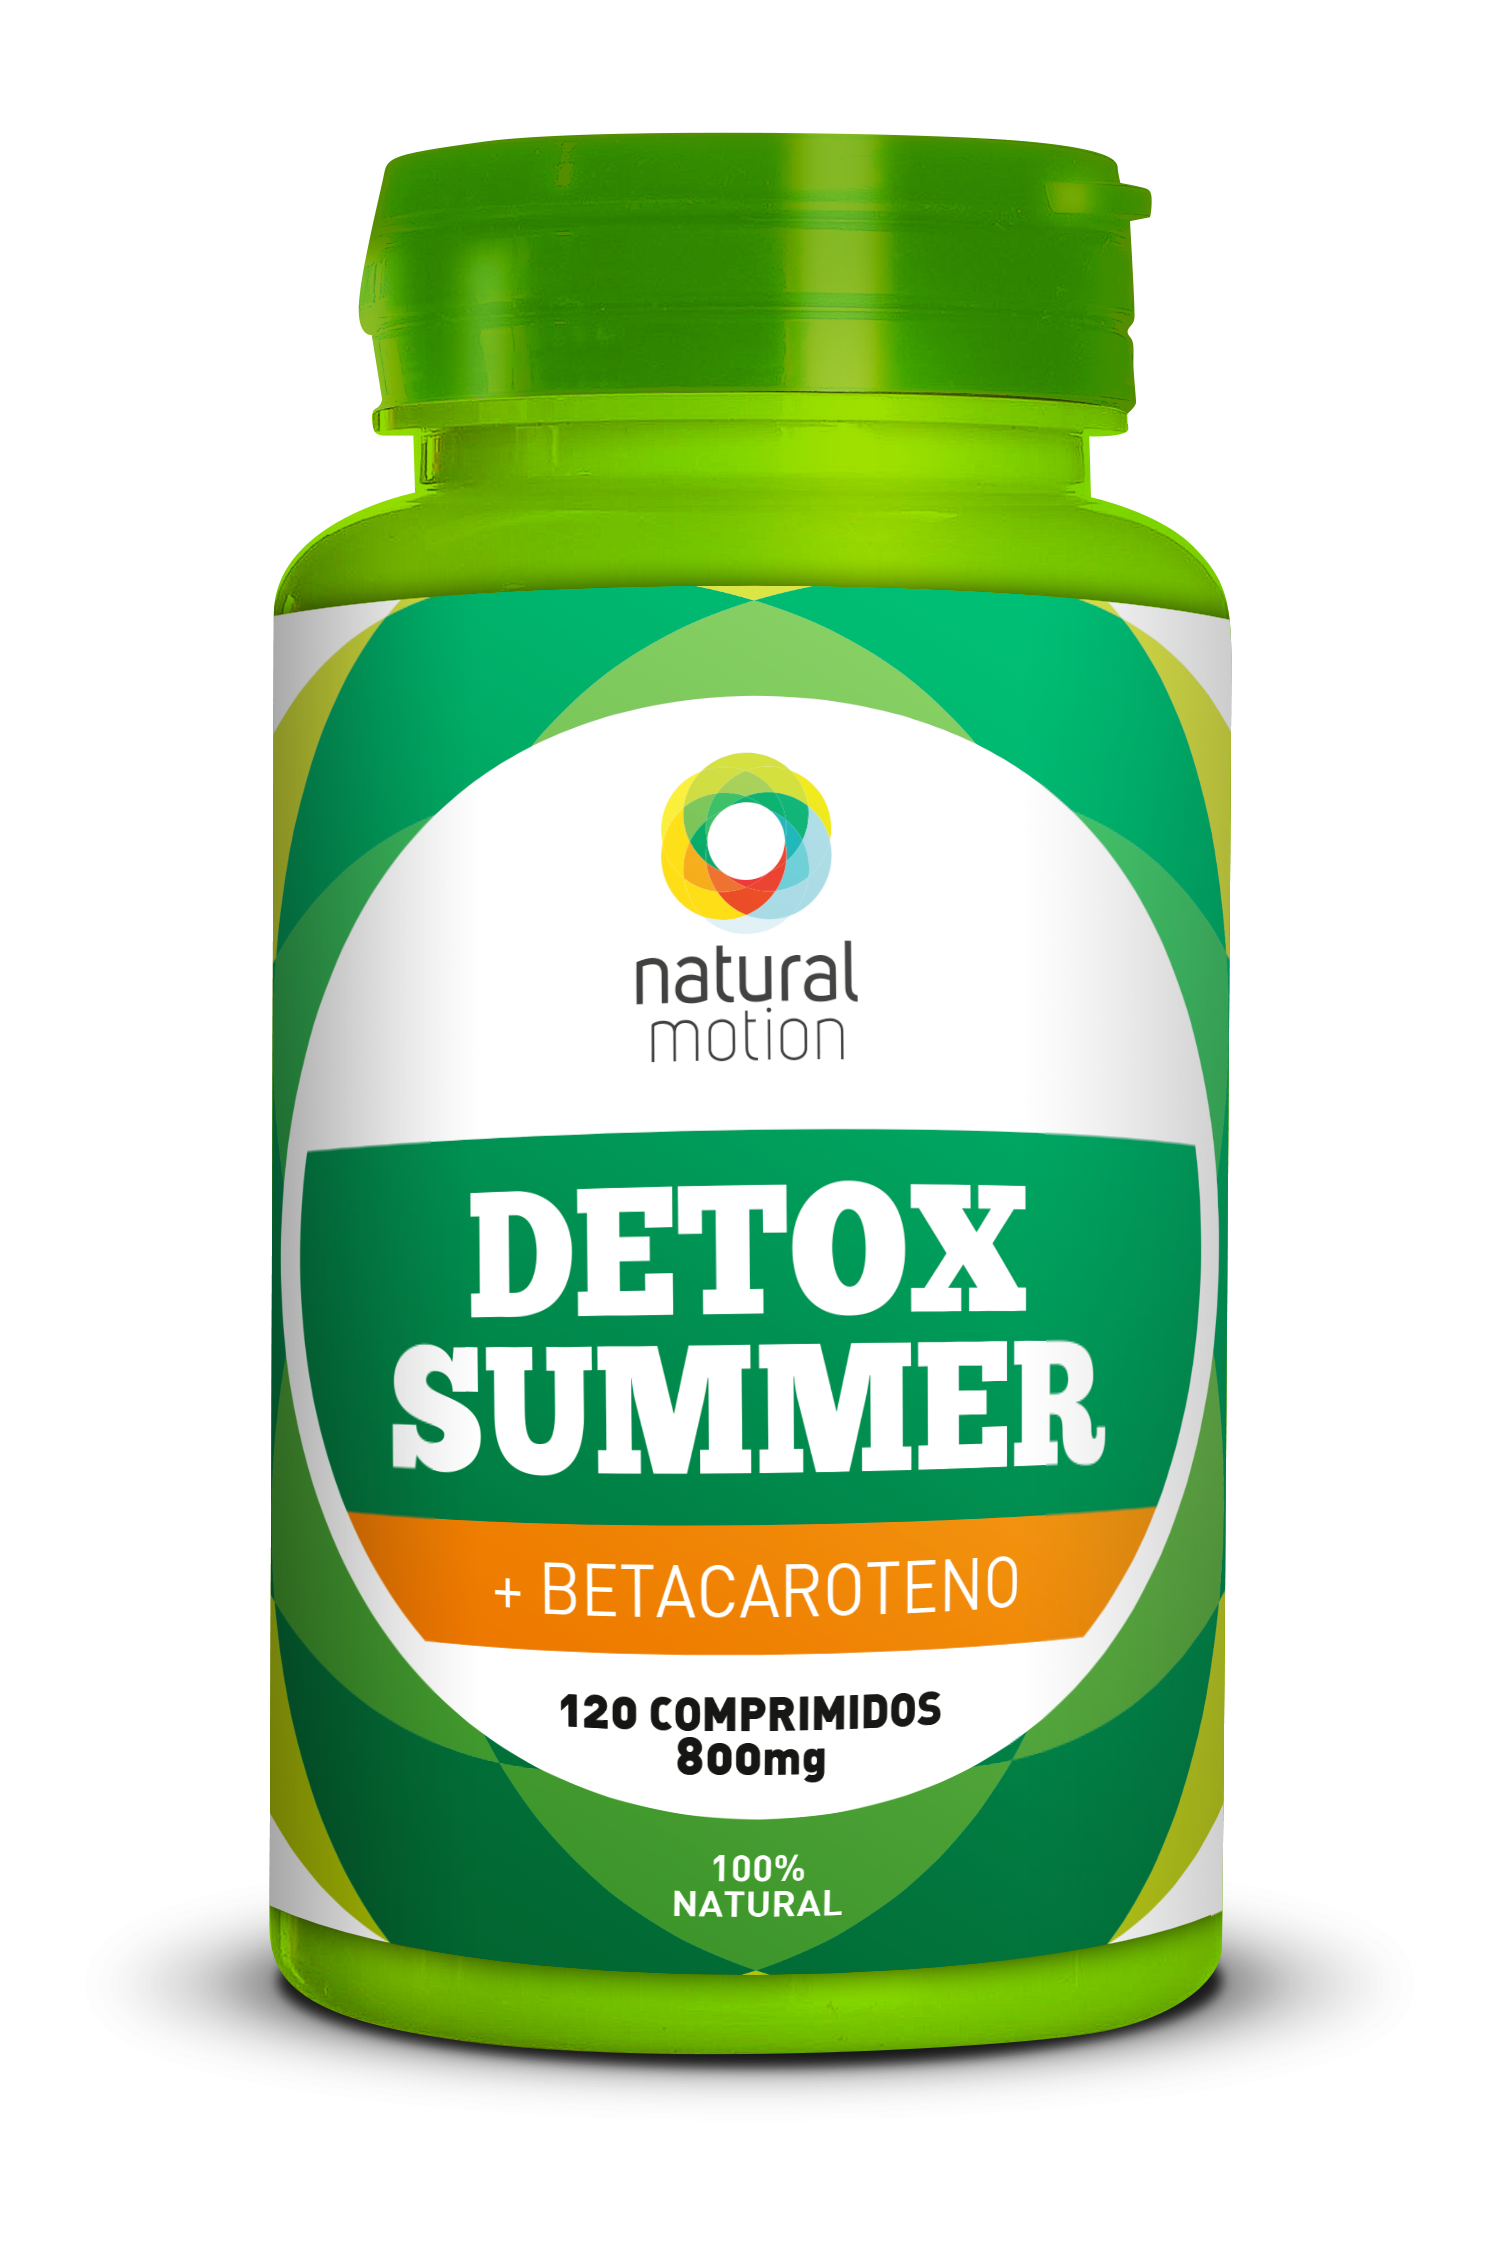 natural
motion
DETOX
SUMMER
+ BETACAROTENO
120 COMPRIMIDOS
800mg
100%
NATURAL